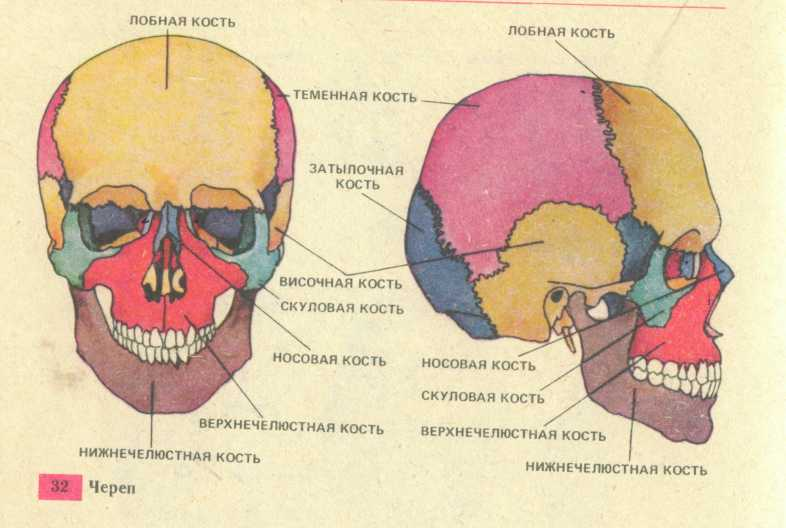 ЛОБНАЯ КОСТЬ
ЛОБНАЯ КОСТЬ
ТЕМЕННАЯ КОСТЬ
ЗАТЫЛОЧНАЯ
КОСТЬ
ВИСОЧНАЯ КОСТЬ
СКУЛОВАЯ КОСТЬ
НОСОВАЯ КОСТЬ
НОСОВАЯ КОСТЬ
СКУЛОВАЯ КОСТЬ
ВЕРХНЕЧЕЛЮСТНАЯ КОСТЬ
ВЕРХНЕЧЕЛЮСТНАЯ КОСТЬ
НИЖНЕЧЕЛЮСТНАЯ КОСТЬ
НИЖНЕЧЕЛЮСТНАЯ КОСТЬ
32 Череп